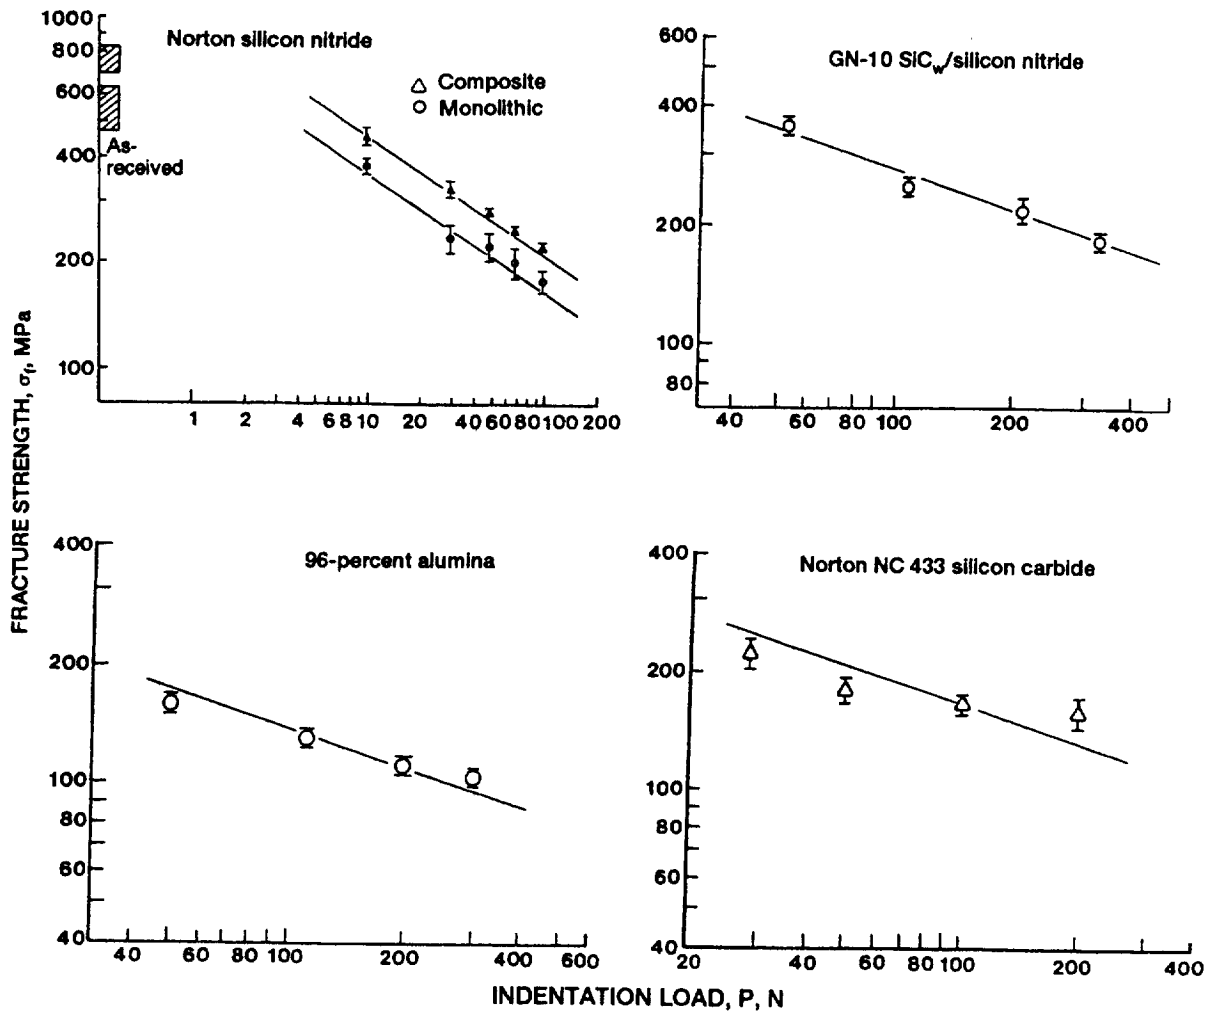 FRACTURE STRENGTH, σf, MPa
Norton silicon nitride
Composite
Monolithic
As-
received
1000
800
600
400
200
100
1 2 4 6 8 10 20 40 60 80 100 200
GN-10 SiCw/silicon nitride
600
400
200
100
80
40 60 80 100 200 400
96-percent alumina
400
200
100
80
60
40
40 60 80 100 200 400 600
Norton NC 433 silicon carbide
400
200
100
80
60
40
20 40 60 80 100 200 400
INDENTATION LOAD, P, N